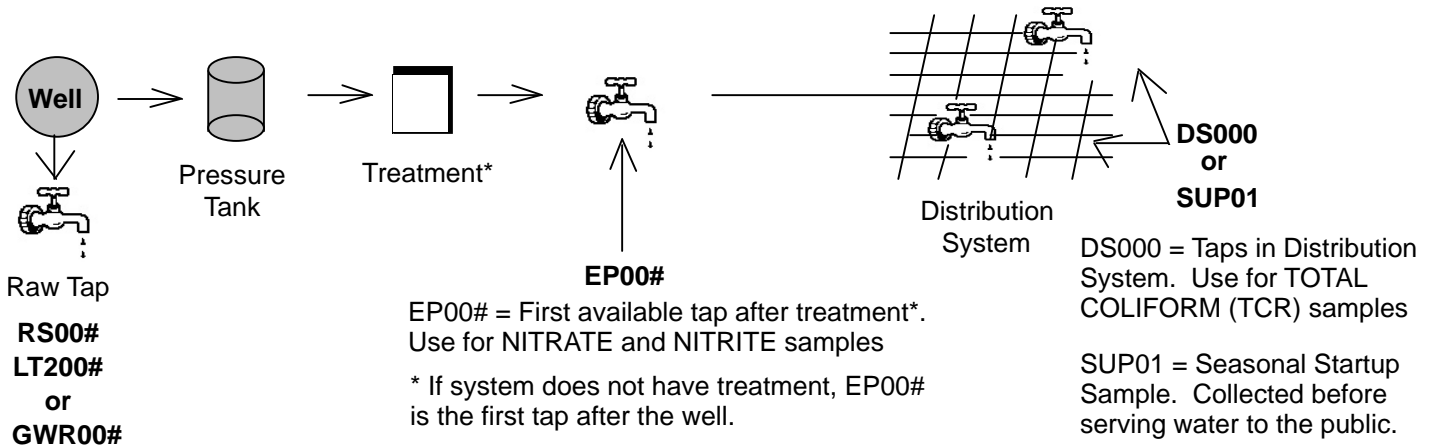 Well
Raw Tap
RS00#
LT200#
or
GWR00#
Pressure
Tank
Treatment*
EP00#
EP00# = First available tap after treatment*.
Use for NITRATE and NITRITE samples
* If system does not have treatment, EP00#
is the first tap after the well.
Distribution
System
DS000
or
SUP01
DS000 = Taps in Distribution
System.  Use for TOTAL
COLIFORM (TCR) samples
SUP01 = Seasonal Startup
Sample.  Collected before
serving water to the public.